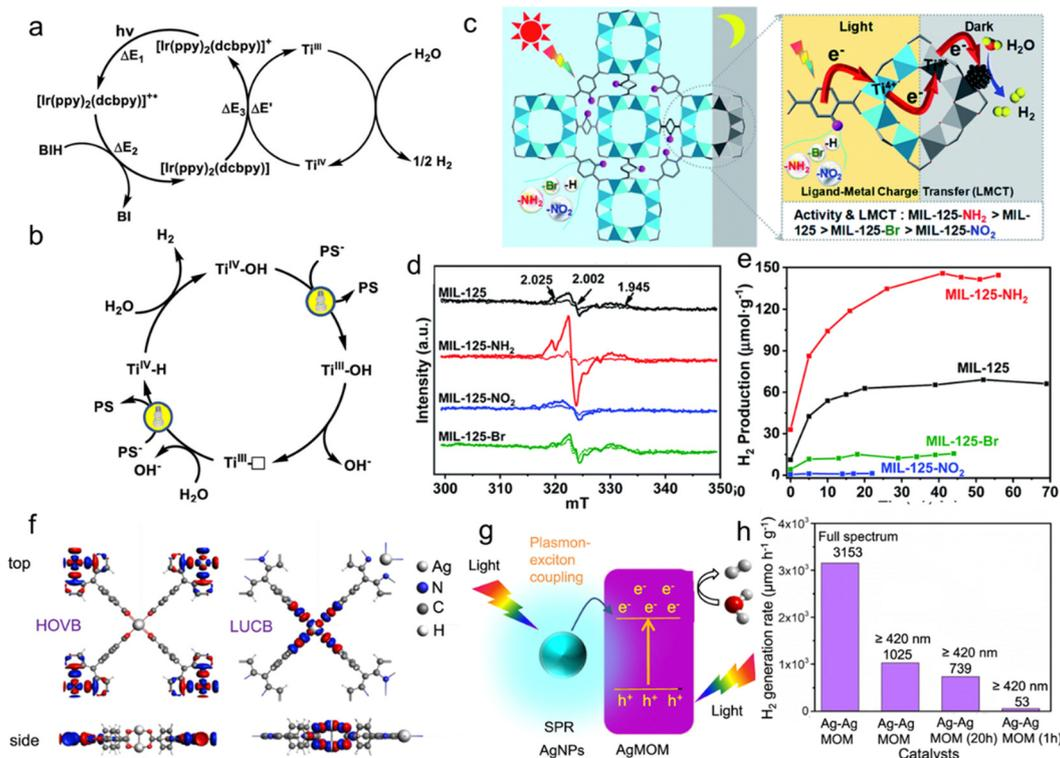 a
hν
ΔE1
[Ir(ppy)2(dcbpy)]+
[Ir(ppy)2(dcbpy)]+*
BIH
ΔE2
BI
[Ir(ppy)2(dcbpy)]
ΔE3
ΔE'
TiIII
TiIV
H2O
1/2 H2
b
H2
TiIV-OH
PS-
PS
H2O
TiIV-H
TiIII-OH
PS
PS-
OH-
TiIII-□
OH-
H2O
c
-Br
-H
-NH2
-NO2
Light
Dark
e-
e-
e-
Ti4+
H2O
H2
-H
-Br
-NH2
-NO2
Ligand-Metal Charge Transfer (LMCT)
Activity & LMCT : MIL-125-NH2 > MIL-
125 > MIL-125-Br > MIL-125-NO2
d
Intensity (a.u.)
2.025
2.002
1.945
MIL-125
MIL-125-NH2
MIL-125-NO2
MIL-125-Br
300
310
320
330
340
350
mT
e
H2 Production (μmol·g-1)
150
120
90
60
30
0
MIL-125-NH2
MIL-125
MIL-125-Br
MIL-125-NO2
0
10
20
30
40
50
60
70
f
top
HOVB
LUCB
side
Ag
N
C
H
g
Light
Plasmon-
exciton
coupling
e- e- e-
e- e- e-
h+ h+ h+
SPR
AgNPs
AgMOM
Light
h
H2 generation rate (μmo h-1 g-1)
4x10³
3x10³
2x10³
1x10³
0
Full spectrum
3153
≥ 420 nm
1025
≥ 420 nm
739
≥ 420 nm
53
Ag-Ag
MOM
Ag-Ag
MOM
Ag-Ag
MOM (20h)
Ag-Ag
MOM (1h)
Catalysts